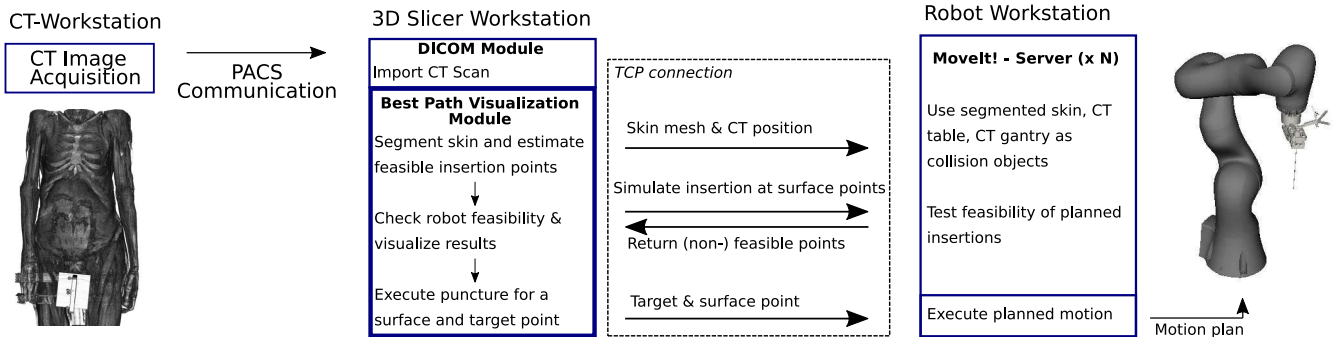 CT-Workstation
CT Image
Acquisition
PACS
Communication
3D Slicer Workstation
DICOM Module
Import CT Scan
Best Path Visualization
Module
Segment skin and estimate
feasible insertion points
Check robot feasibility &
visualize results
Execute puncture for a
surface and target point
TCP connection
Skin mesh & CT position
Simulate insertion at surface points
Return (non-) feasible points
Target & surface point
Robot Workstation
MoveIt! - Server (x N)
Use segmented skin, CT
table, CT gantry as
collision objects
Test feasibility of planned
insertions
Execute planned motion
Motion plan